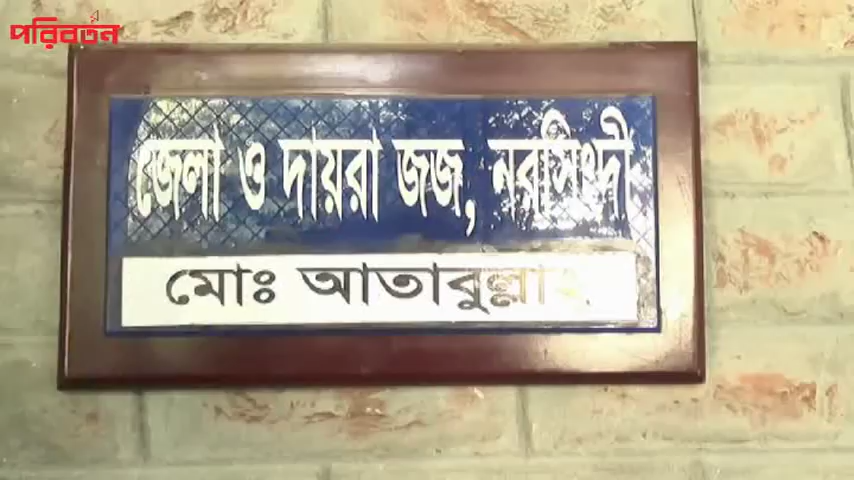 পরিবর্তন
জেলা ও দায়রা জজ, নরসিংদী
মোঃ আতাবুল্লাহ